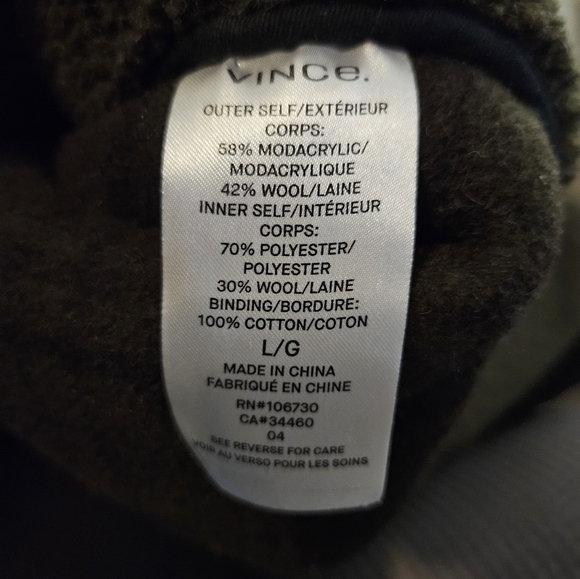 VINCe.
OUTER SELF/EXTÉRIEUR
CORPS:
58% MODACRYLIC/
MODACRYLIQUE
42% WOOL/LAINE
INNER SELF/INTÉRIEUR
CORPS:
70% POLYESTER/
POLYESTER
30% WOOL/LAINE
BINDING/BORDURE:
100% COTTON/COTON
L/G
MADE IN CHINA
FABRIQUÉ EN CHINE
RN#106730
CA#34460
04
SEE REVERSE FOR CARE
VOIR AU VERSO POUR LES SOINS